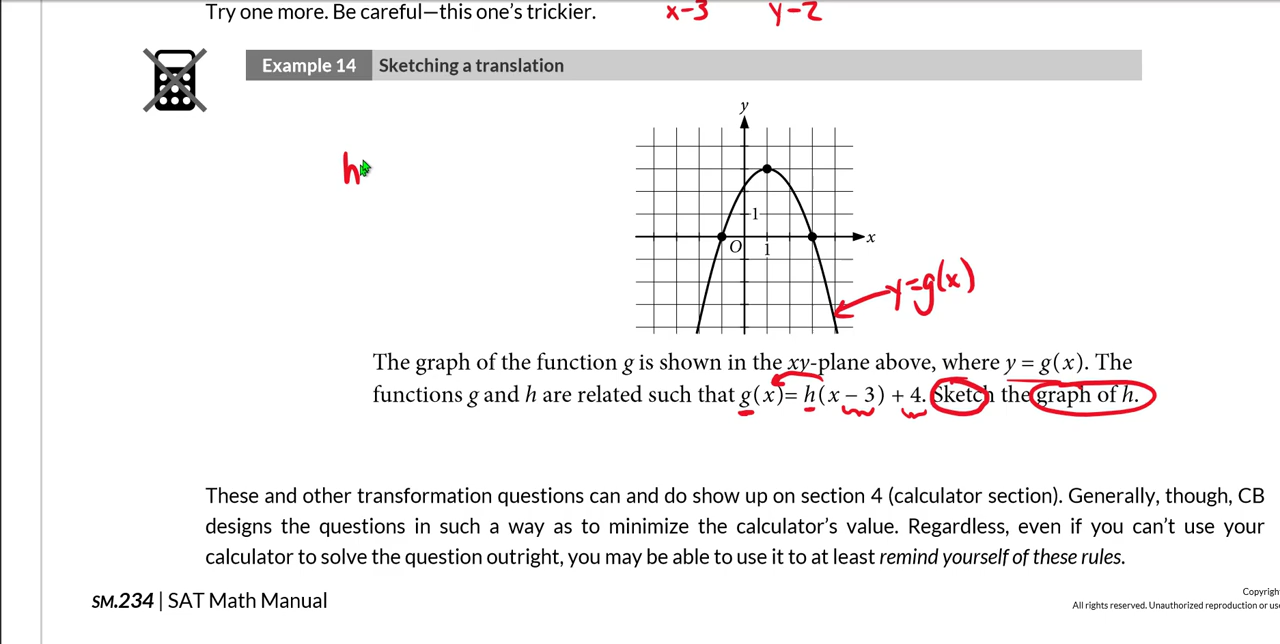 Try one more. Be careful—this one's trickier.
x-3 y-2
Example 14 Sketching a translation
h
y
1
O
1
x
y=g(x)
The graph of the function g is shown in the xy-plane above, where y = g(x). The
functions g and h are related such that g(x)= h(x – 3) + 4. Sketch the graph of h.
These and other transformation questions can and do show up on section 4 (calculator section). Generally, though, CB
designs the questions in such a way as to minimize the calculator's value. Regardless, even if you can't use your
calculator to solve the question outright, you may be able to use it to at least remind yourself of these rules.
SM.234 | SAT Math Manual
Copyrigh
All rights reserved. Unauthorized reproduction or us